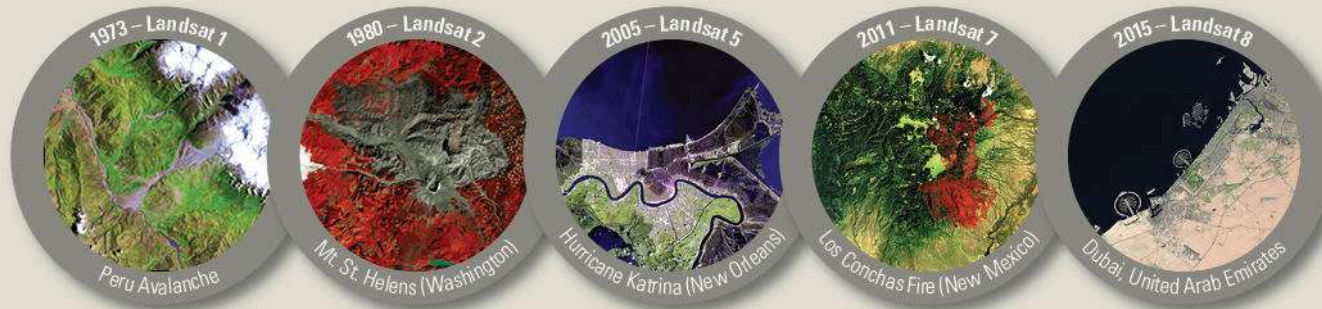 1973 – Landsat 1
Peru Avalanche
1980 – Landsat 2
Mt. St. Helens (Washington)
2005 – Landsat 5
Hurricane Katrina (New Orleans)
2011 – Landsat 7
Los Conchas Fire (New Mexico)
2015 – Landsat 8
Dubai, United Arab Emirates